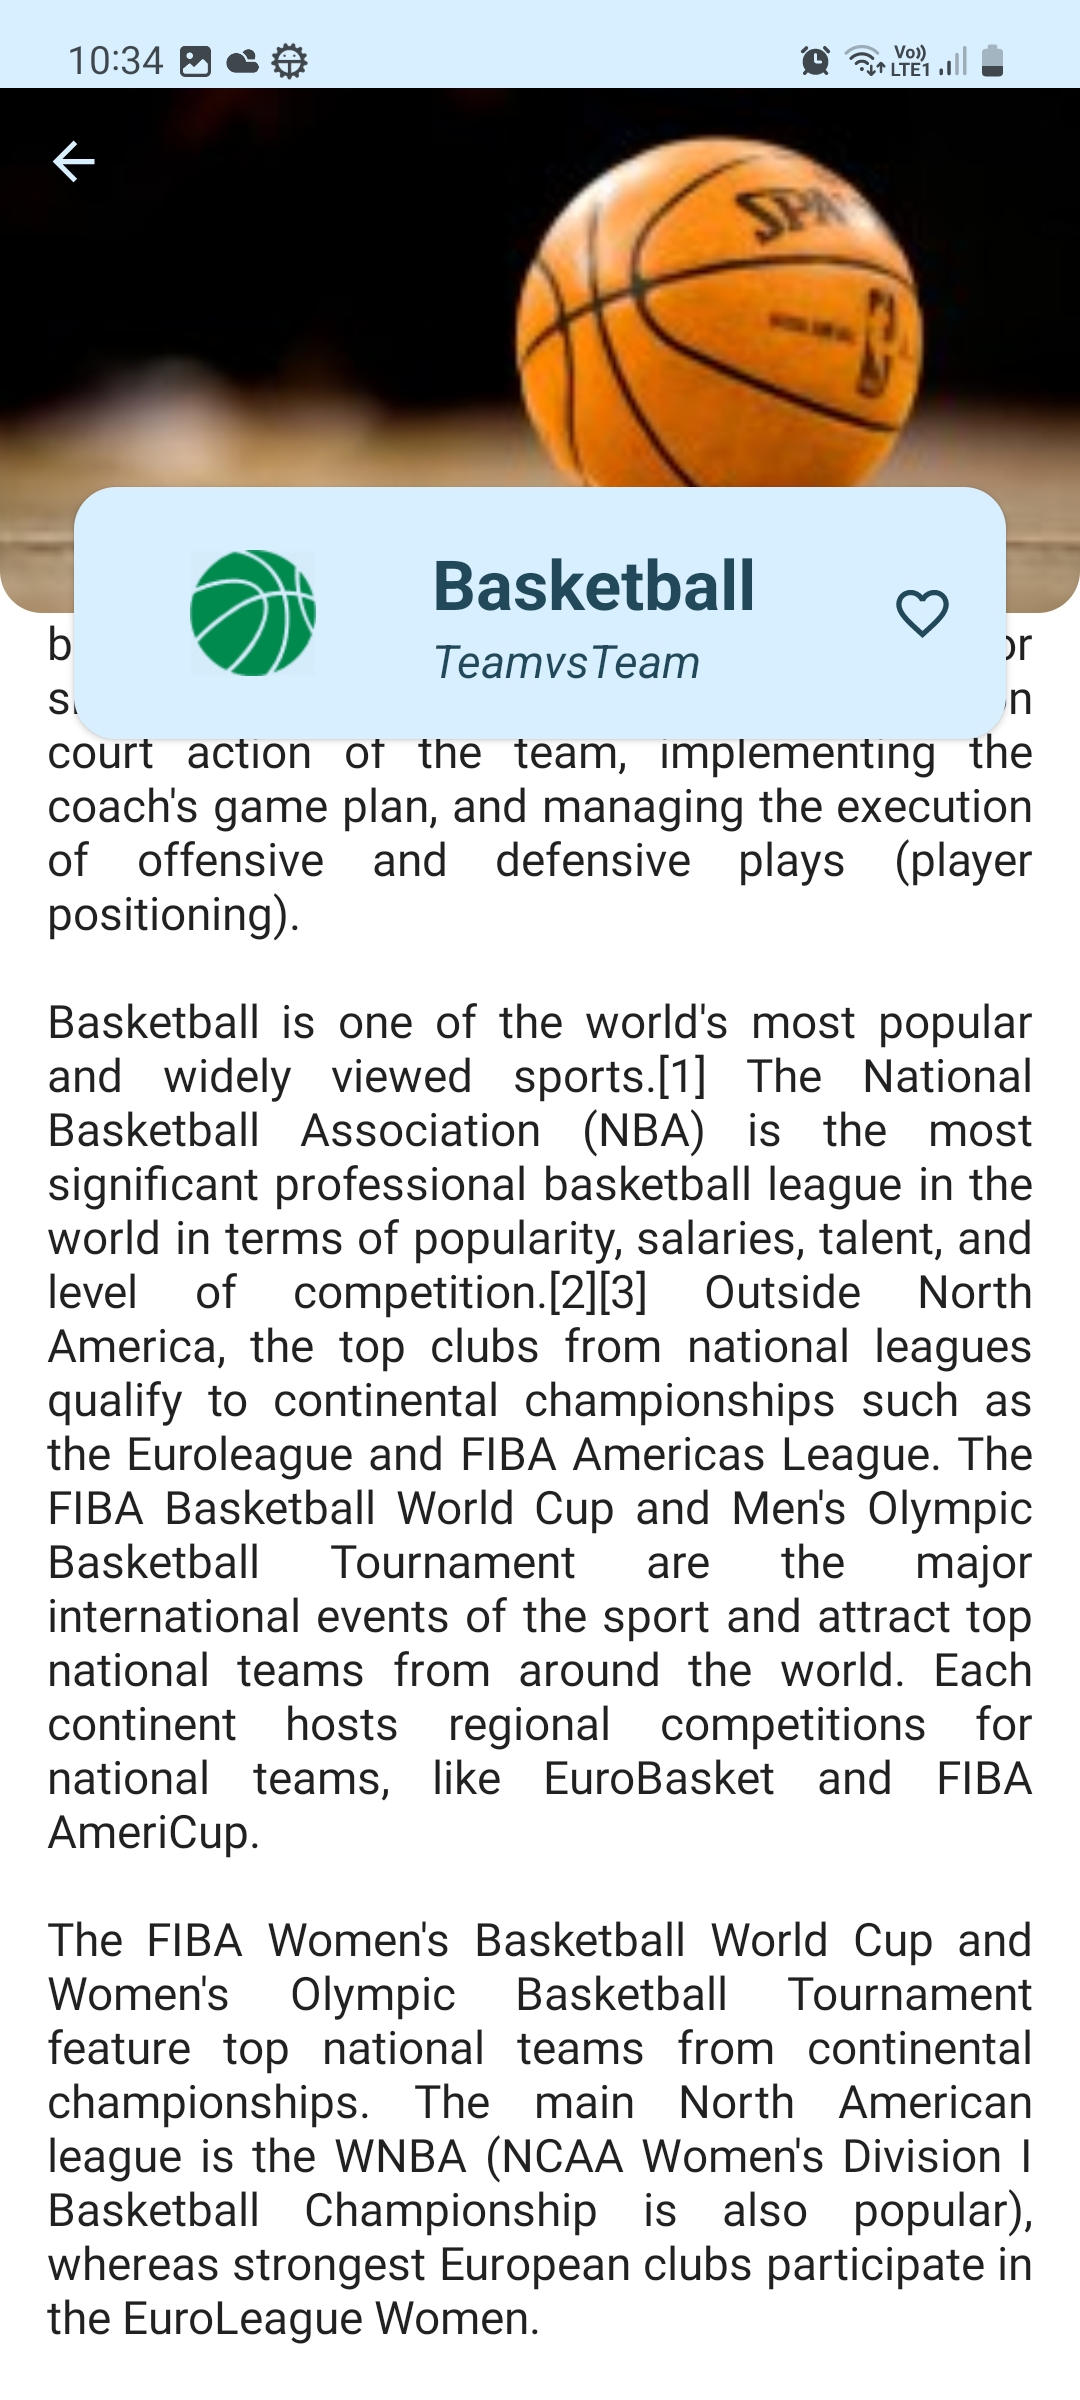 10:34
Vo))
LTE1
SPA
Basketball
TeamvsTeam
court action of the team, implementing the
coach's game plan, and managing the execution
of offensive and defensive plays (player
positioning).
Basketball is one of the world's most popular
and widely viewed sports.[1] The National
Basketball Association (NBA) is the most
significant professional basketball league in the
world in terms of popularity, salaries, talent, and
level of competition.[2][3] Outside North
America, the top clubs from national leagues
qualify to continental championships such as
the Euroleague and FIBA Americas League. The
FIBA Basketball World Cup and Men's Olympic
Basketball Tournament are the major
international events of the sport and attract top
national teams from around the world. Each
continent hosts regional competitions for
national teams, like EuroBasket and FIBA
AmeriCup.
The FIBA Women's Basketball World Cup and
Women's Olympic Basketball Tournament
feature top national teams from continental
championships. The main North American
league is the WNBA (NCAA Women's Division I
Basketball Championship is also popular),
whereas strongest European clubs participate in
the EuroLeague Women.